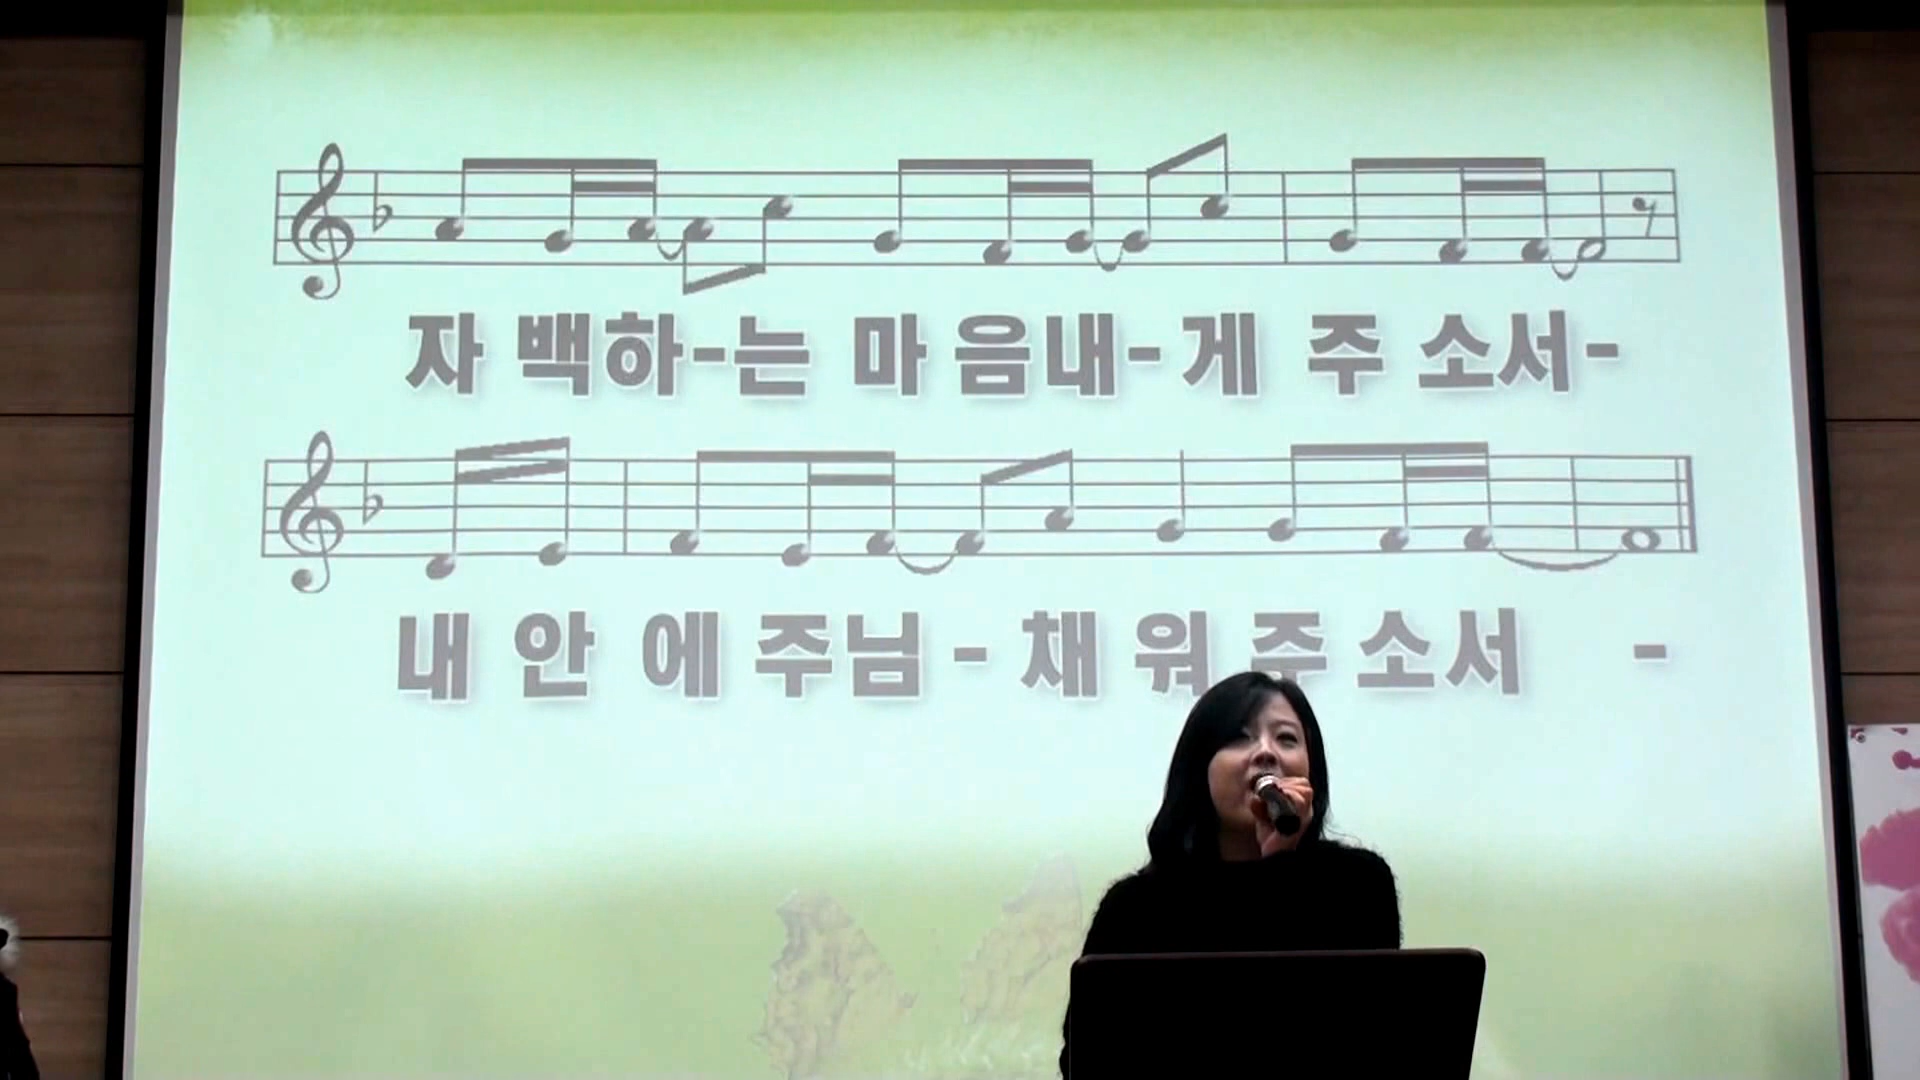 자 백하-는 마 음내-게 주 소서-
내 안 에 주님 - 채 워 주 소서 -